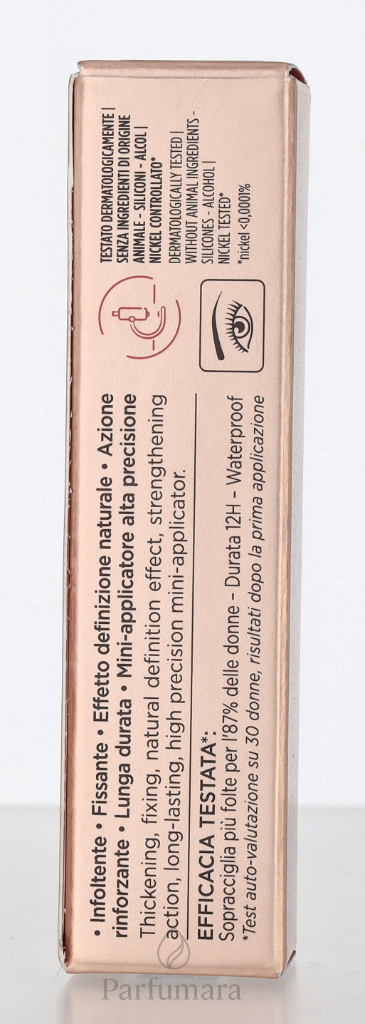 • Infoltente • Fissante • Effetto definizione naturale • Azione
rinforzante • Lunga durata • Mini-applicatore alta precisione
Thickening, fixing, natural definition effect, strengthening
action, long-lasting, high precision mini-applicator.
EFFICACIA TESTATA*:
Sopracciglia più folte per l'87% delle donne - Durata 12H - Waterproof
*Test auto-valutazione su 30 donne, risultati dopo la prima applicazione
TESTATO DERMATOLOGICAMENTE |
SENZA INGREDIENTI DI ORIGINE
ANIMALE - SILICONI - ALCOL |
NICKEL CONTROLLATO*
DERMATOLOGICALLY TESTED |
WITHOUT ANIMAL INGREDIENTS -
SILICONES - ALCOHOL |
NICKEL TESTED*
*nickel <0,0001%
Parfumara